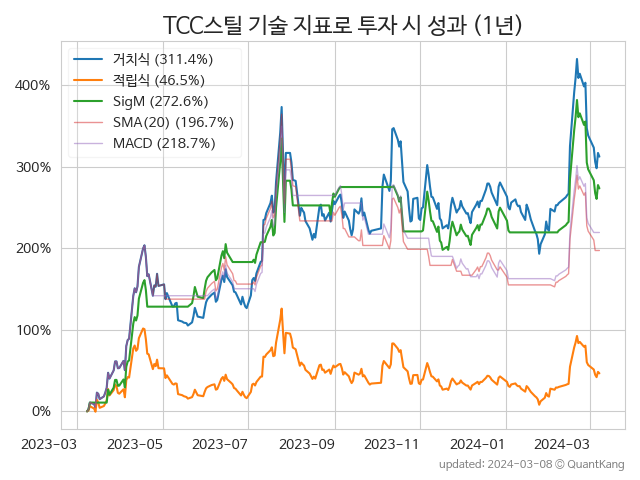 TCC스틸 기술 지표로 투자 시 성과 (1년)
거치식 (311.4%)
적립식 (46.5%)
SigM (272.6%)
SMA(20) (196.7%)
MACD (218.7%)
400%
300%
200%
100%
0%
2023-03 2023-05 2023-07 2023-09 2023-11 2024-01 2024-03
updated: 2024-03-08 © QuantKang